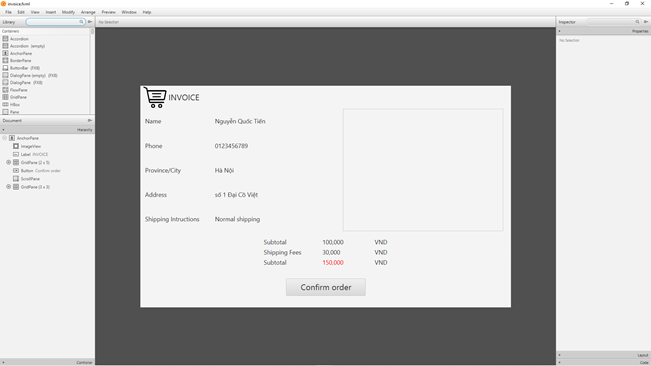 invoice.fxml
File Edit View Insert Modify Arrange Preview Window Help
Library
No Selection
Inspector
Containers
Properties
Accordion
No Selection
Accordion (empty)
AnchorPane
BorderPane
ButtonBar (FX8)
DialogPane (empty) (FX8)
DialogPane (FX8)
FlowPane
GridPane
HBox
Pane
Document
Hierarchy
AnchorPane
ImageView
Label INVOICE
GridPane (2 x 5)
Button Confirm order
ScrollPane
GridPane (3 x 3)
Controller
INVOICE
Name Nguyễn Quốc Tiến
Phone 0123456789
Province/City Hà Nội
Address số 1 Đại Cồ Việt
Shipping Intructions Normal shipping
Subtotal 100,000 VND
Shipping Fees 30,000 VND
Subtotal 150,000 VND
Confirm order
Layout
Code